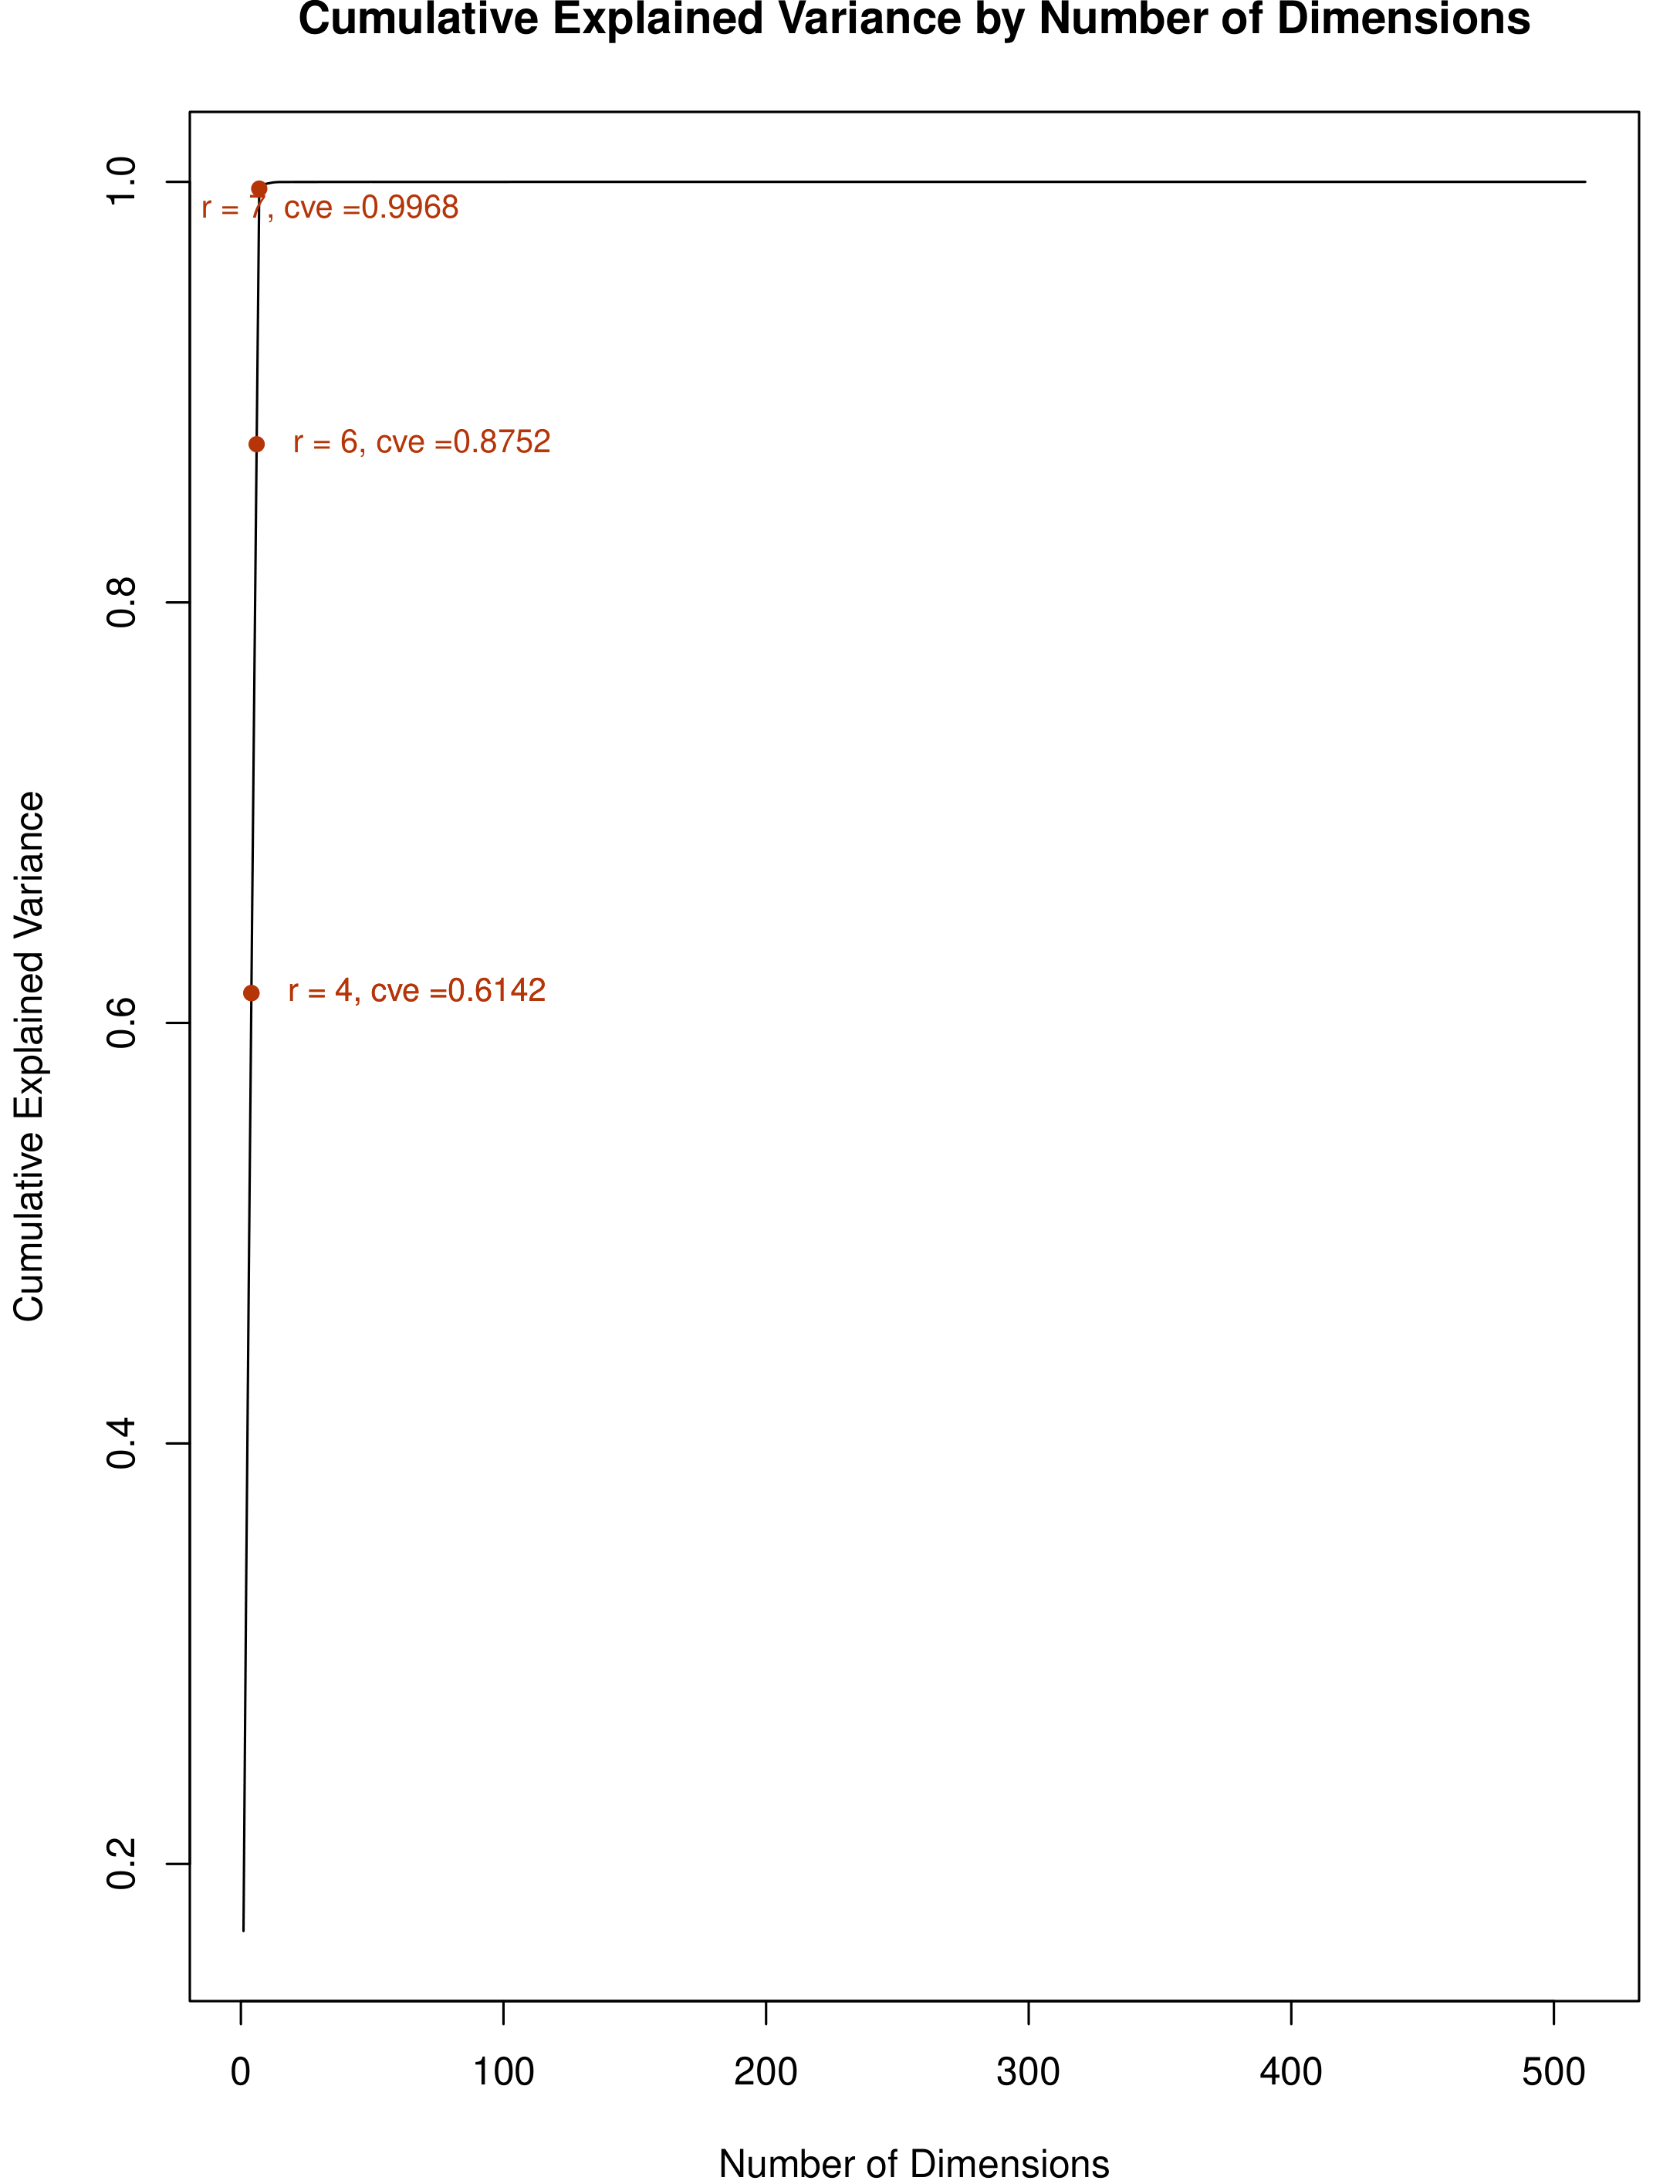 Cumulative Explained Variance by Number of Dimensions
1.0
r = 7, cve =0.9968
r = 6, cve =0.8752
0.8
r = 4, cve =0.6142
0.6
Cumulative Explained Variance
0.4
0.2
0 100 200 300 400 500
Number of Dimensions